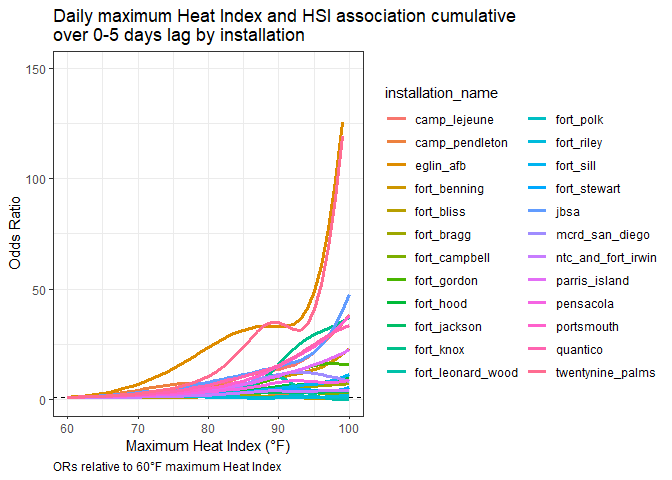 Daily maximum Heat Index and HSI association cumulative
over 0-5 days lag by installation
150
100
50
0
Odds Ratio
60
70
80
90
100
Maximum Heat Index (°F)
ORs relative to 60°F maximum Heat Index
installation_name
camp_lejeune
camp_pendleton
eglin_afb
fort_benning
fort_bliss
fort_bragg
fort_campbell
fort_gordon
fort_hood
fort_jackson
fort_knox
fort_leonard_wood
fort_polk
fort_riley
fort_sill
fort_stewart
jbsa
mcrd_san_diego
ntc_and_fort_irwin
parris_island
pensacola
portsmouth
quantico
twentynine_palms